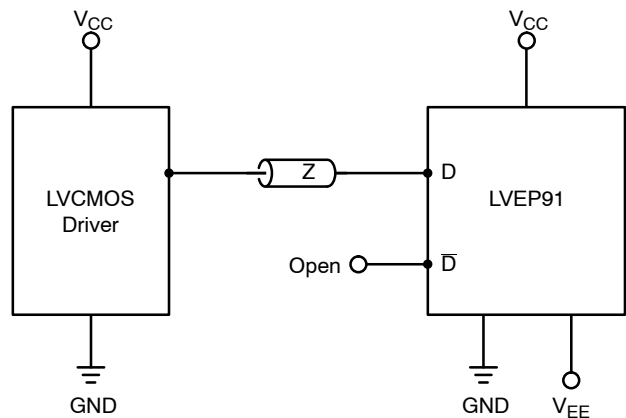 V_CC
V_CC
LVCMOS
Driver
Z
D
LVEP91
Open
D̅
GND
GND
V_EE